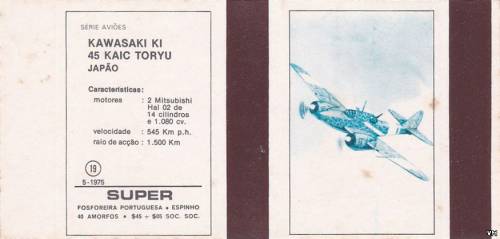 SÉRIE AVIÕES
KAWASAKI KI
45 KAIC TORYU
JAPÃO
Características:
motores : 2 Mitsubishi
Hal 02 de
14 cilindros
e 1.080 cv.
velocidade : 545 Km p.h.
raio de acção : 1.500 Km
19
5-1975
SUPER
FOSFOREIRA PORTUGUESA • ESPINHO
40 AMORFOS • $45 + $05 SOC. SOC.
VM